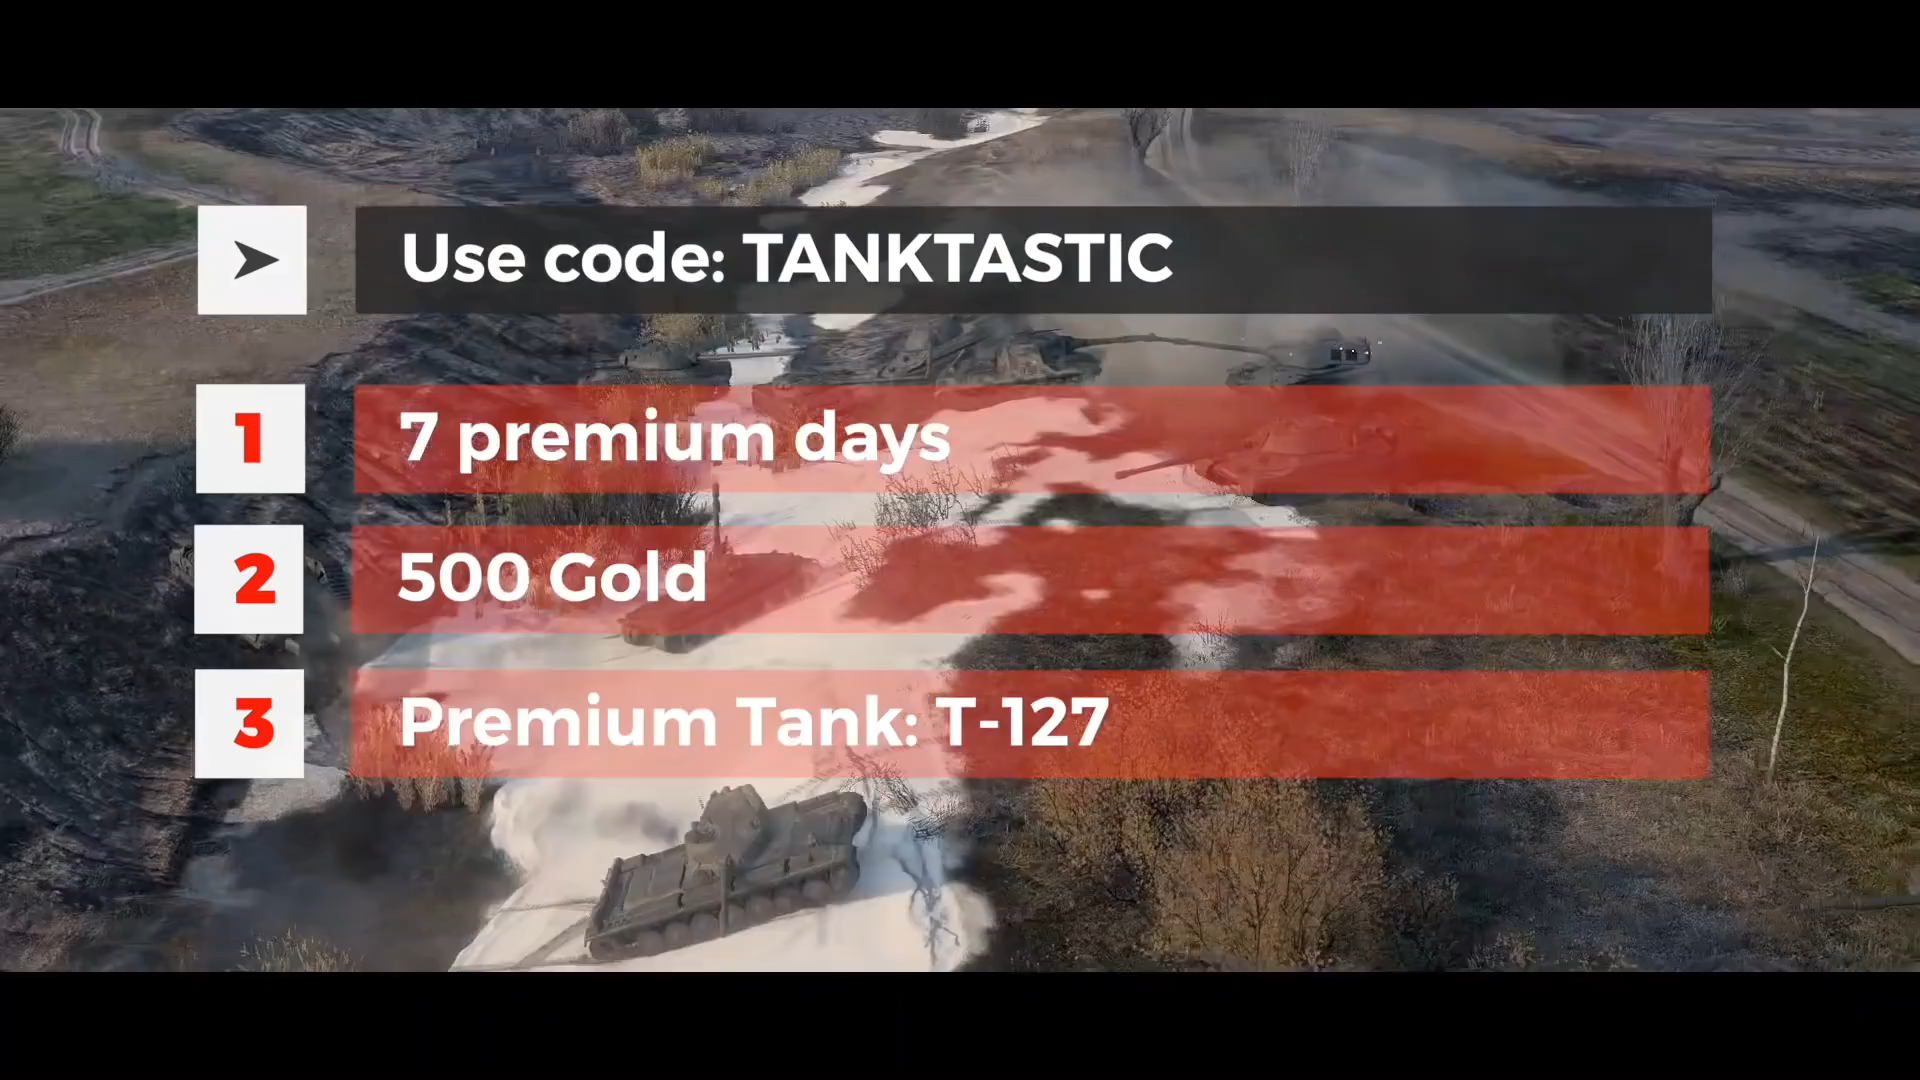 Use code: TANKTASTIC
1 7 premium days
2 500 Gold
3 Premium Tank: T-127